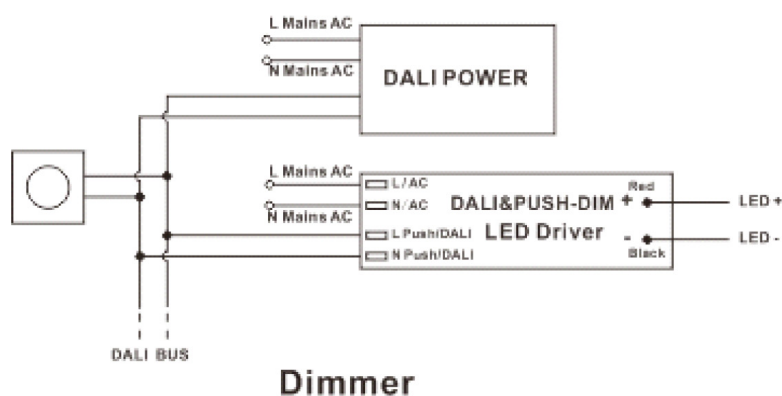 L Mains AC
N Mains AC
DALI POWER
L Mains AC
N Mains AC
L/AC
N/AC
L Push/DALI
N Push/DALI
DALI&PUSH-DIM
LED Driver
Red
+
-
Black
LED +
LED -
DALI BUS
Dimmer